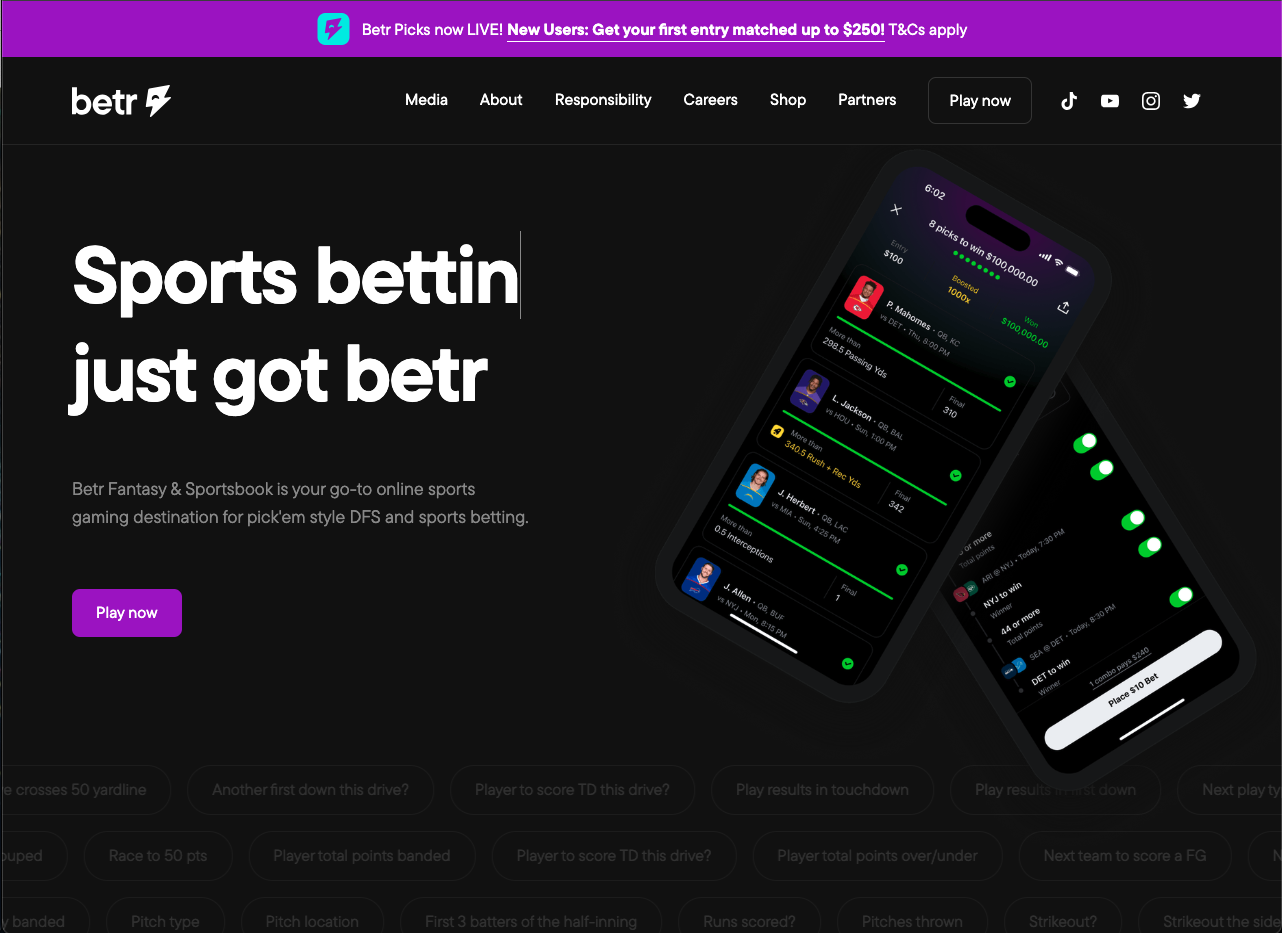 Betr Picks now LIVE! New Users: Get your first entry matched up to $250! T&Cs apply
betr
Media About Responsibility Careers Shop Partners Play now
Sports bettin
just got betr
Betr Fantasy & Sportsbook is your go-to online sports
gaming destination for pick'em style DFS and sports betting.
Play now
6:02
8 picks to win $100,000.00
Entry
$100
Boosted
1000x
Won
$100,000.00
P. Mahomes • QB, KC
vs DET • Thu, 8:00 PM
More than
298.5 Passing Yds
Final
310
L. Jackson • QB, BAL
vs HOU • Sun, 1:00 PM
More than
340.5 Rush + Rec Yds
Final
342
J. Herbert • QB, LAC
vs MIA • Sun, 4:25 PM
More than
0.5 Interceptions
Final
1
J. Allen • QB, BUF
vs NYJ • Mon, 8:15 PM
or more
Total points
ARI @ NYJ • Today, 7:30 PM
NYJ to win
Winner
44 or more
Total points
SEA @ DET • Today, 8:30 PM
DET to win
Winner
1 combo pays $240
Place $10 Bet
e crosses 50 yardline Another first down this drive? Player to score TD this drive? Play results in touchdown Play results in first down Next play ty
ouped Race to 50 pts Player total points banded Player to score TD this drive? Player total points over/under Next team to score a FG N
y banded Pitch type Pitch location First 3 batters of the half-inning Runs scored? Pitches thrown Strikeout? Strikeout the side